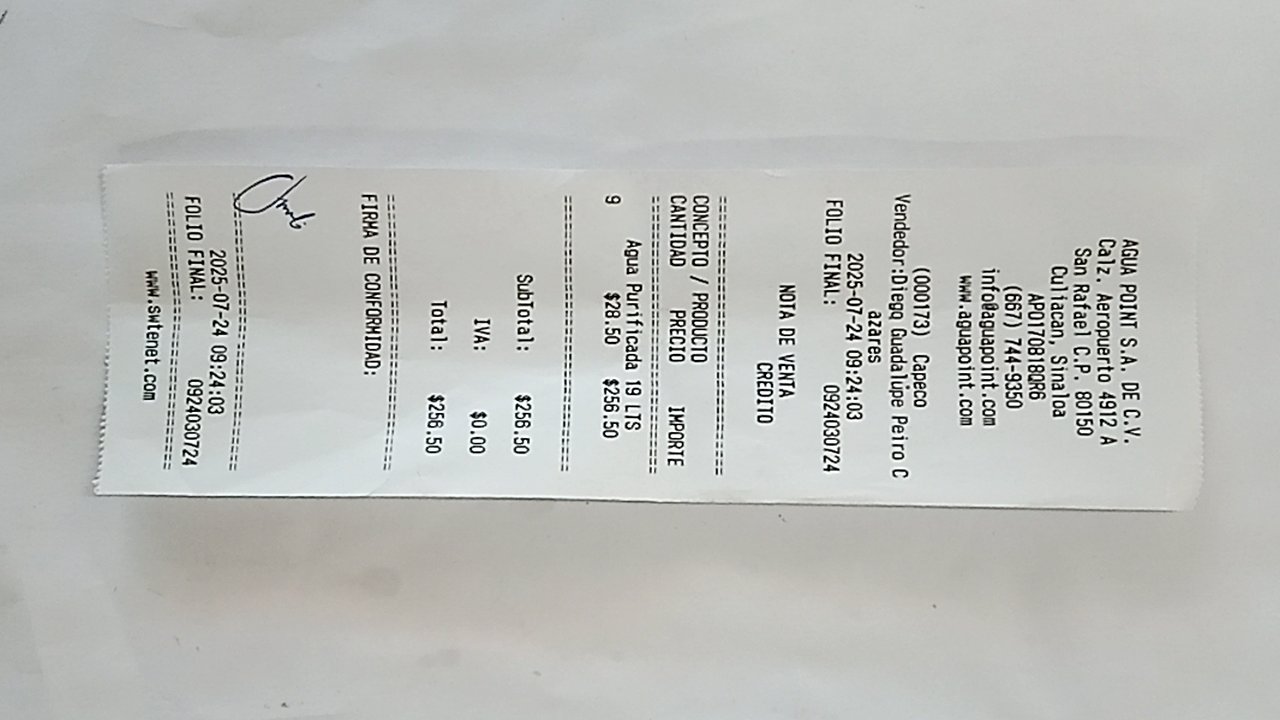 AGUA POINT S.A. DE C.V.
Calz. Aeropuerto 4912 A
San Rafael C.P. 80150
Culiacan, Sinaloa
APO170818QR6
(667) 744-9350
info@aguapoint.com
www.aguapoint.com
(000173) Capeco
Vendedor:Diego Guadalupe Peiro C
azares
2025-07-24 09:24:03
FOLIO FINAL: 0924030724
NOTA DE VENTA
CREDITO
================================
CONCEPTO / PRODUCTO
CANTIDAD PRECIO IMPORTE
================================
Agua Purificada 19 LTS
9 $28.50 $256.50
================================
SubTotal: $256.50
IVA: $0.00
Total: $256.50
================================
FIRMA DE CONFORMIDAD:
================================
2025-07-24 09:24:03
FOLIO FINAL: 0924030724
================================
www.swtenet.com